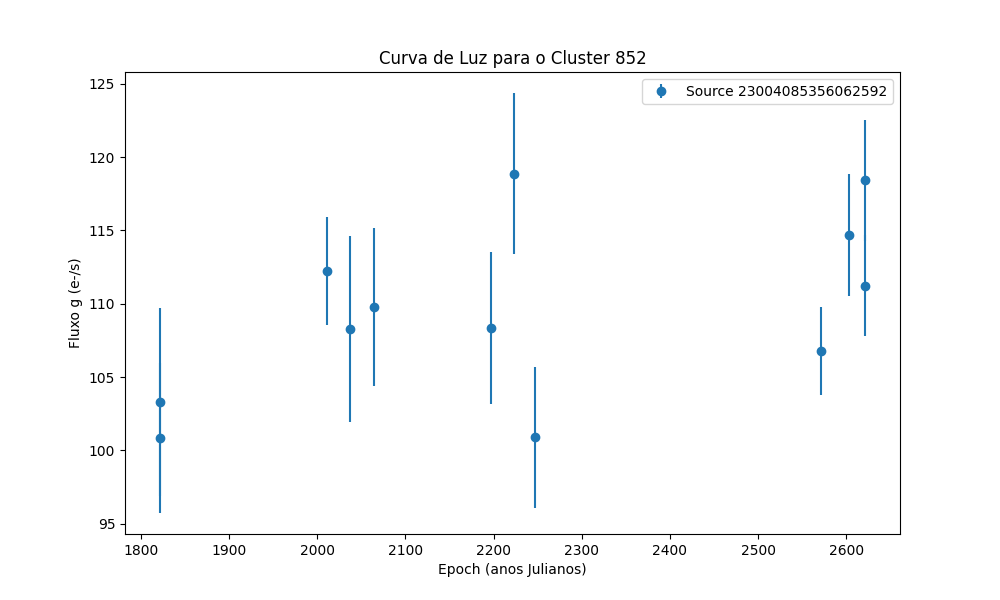 Curva de Luz para o Cluster 852
Source 23004085356062592
Fluxo g (e-/s)
125
120
115
110
105
100
95
1800 1900 2000 2100 2200 2300 2400 2500 2600
Epoch (anos Julianos)